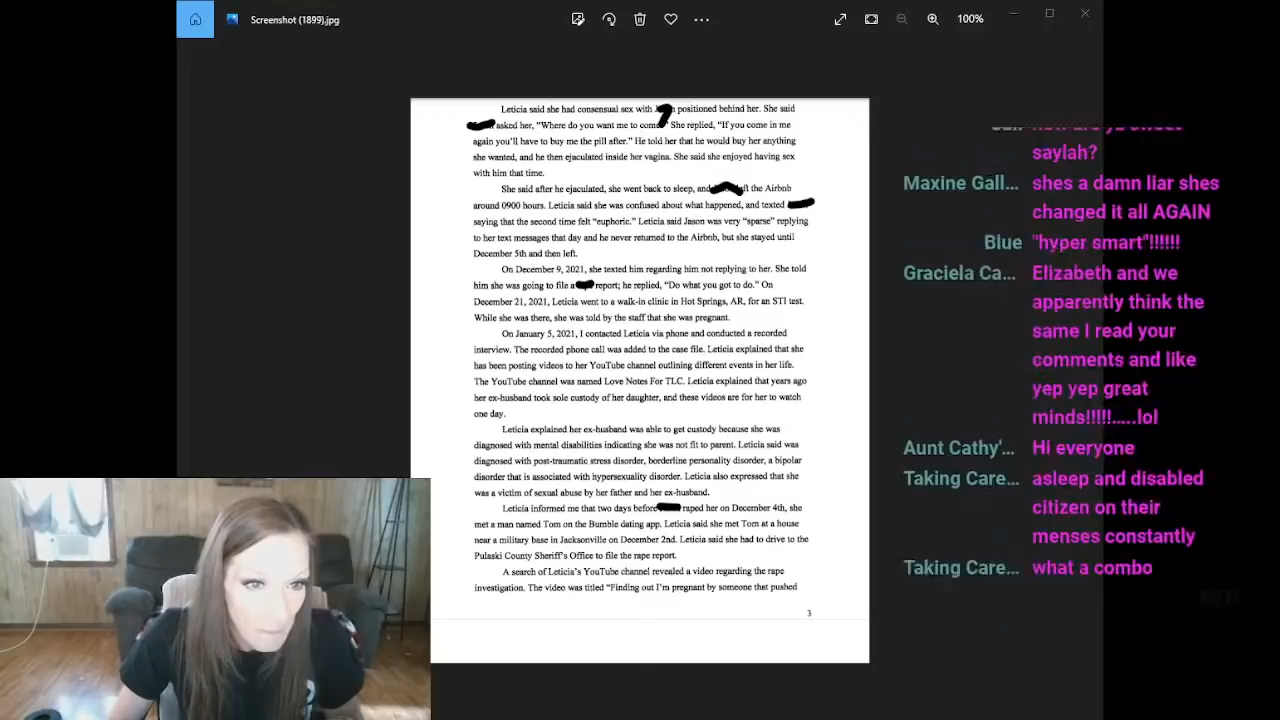 Screenshot (1899).jpg
100%
Leticia said she had consensual sex with positioned behind her. She said
asked her, “Where do you want me to come She replied, “If you come in me
again you’ll have to buy me the pill after.” He told her that he would buy her anything
she wanted, and he then ejaculated inside her vagina. She said she enjoyed having sex
with him that time.
She said after he ejaculated, she went back to sleep, and the Airbnb
around 0900 hours. Leticia said she was confused about what happened, and texted
saying that the second time felt “euphoric.” Leticia said Jason was very “sparse” replying
to her text messages that day and he never returned to the Airbnb, but she stayed until
December 5th and then left.
On December 9, 2021, she texted him regarding him not replying to her. She told
him she was going to file a report; he replied, “Do what you got to do.” On
December 21, 2021, Leticia went to a walk-in clinic in Hot Springs, AR, for an STI test.
While she was there, she was told by the staff that she was pregnant.
On January 5, 2021, I contacted Leticia via phone and conducted a recorded
interview. The recorded phone call was added to the case file. Leticia explained that she
has been posting videos to her YouTube channel outlining different events in her life.
The YouTube channel was named Love Notes For TLC. Leticia explained that years ago
her ex-husband took sole custody of her daughter, and these videos are for her to watch
one day.
Leticia explained her ex-husband was able to get custody because she was
diagnosed with mental disabilities indicating she was not fit to parent. Leticia said was
diagnosed with post-traumatic stress disorder, borderline personality disorder, a bipolar
disorder that is associated with hypersexuality disorder. Leticia also expressed that she
was a victim of sexual abuse by her father and her ex-husband.
Leticia informed me that two days before raped her on December 4th, she
met a man named Tom on the Bumble dating app. Leticia said she met Tom at a house
near a military base in Jacksonville on December 2nd. Leticia said she had to drive to the
Pulaski County Sheriff’s Office to file the rape report.
A search of Leticia’s YouTube channel revealed a video regarding the rape
investigation. The video was titled “Finding out I’m pregnant by someone that pushed
3
saylah?
Maxine Gall... shes a damn liar shes
changed it all AGAIN
Blue "hyper smart"!!!!!!
Graciela Ca... Elizabeth and we
apparently think the
same I read your
comments and like
yep yep great
minds!!!!!.....lol
Aunt Cathy'... Hi everyone
Taking Care... asleep and disabled
citizen on their
menses constantly
Taking Care... what a combo